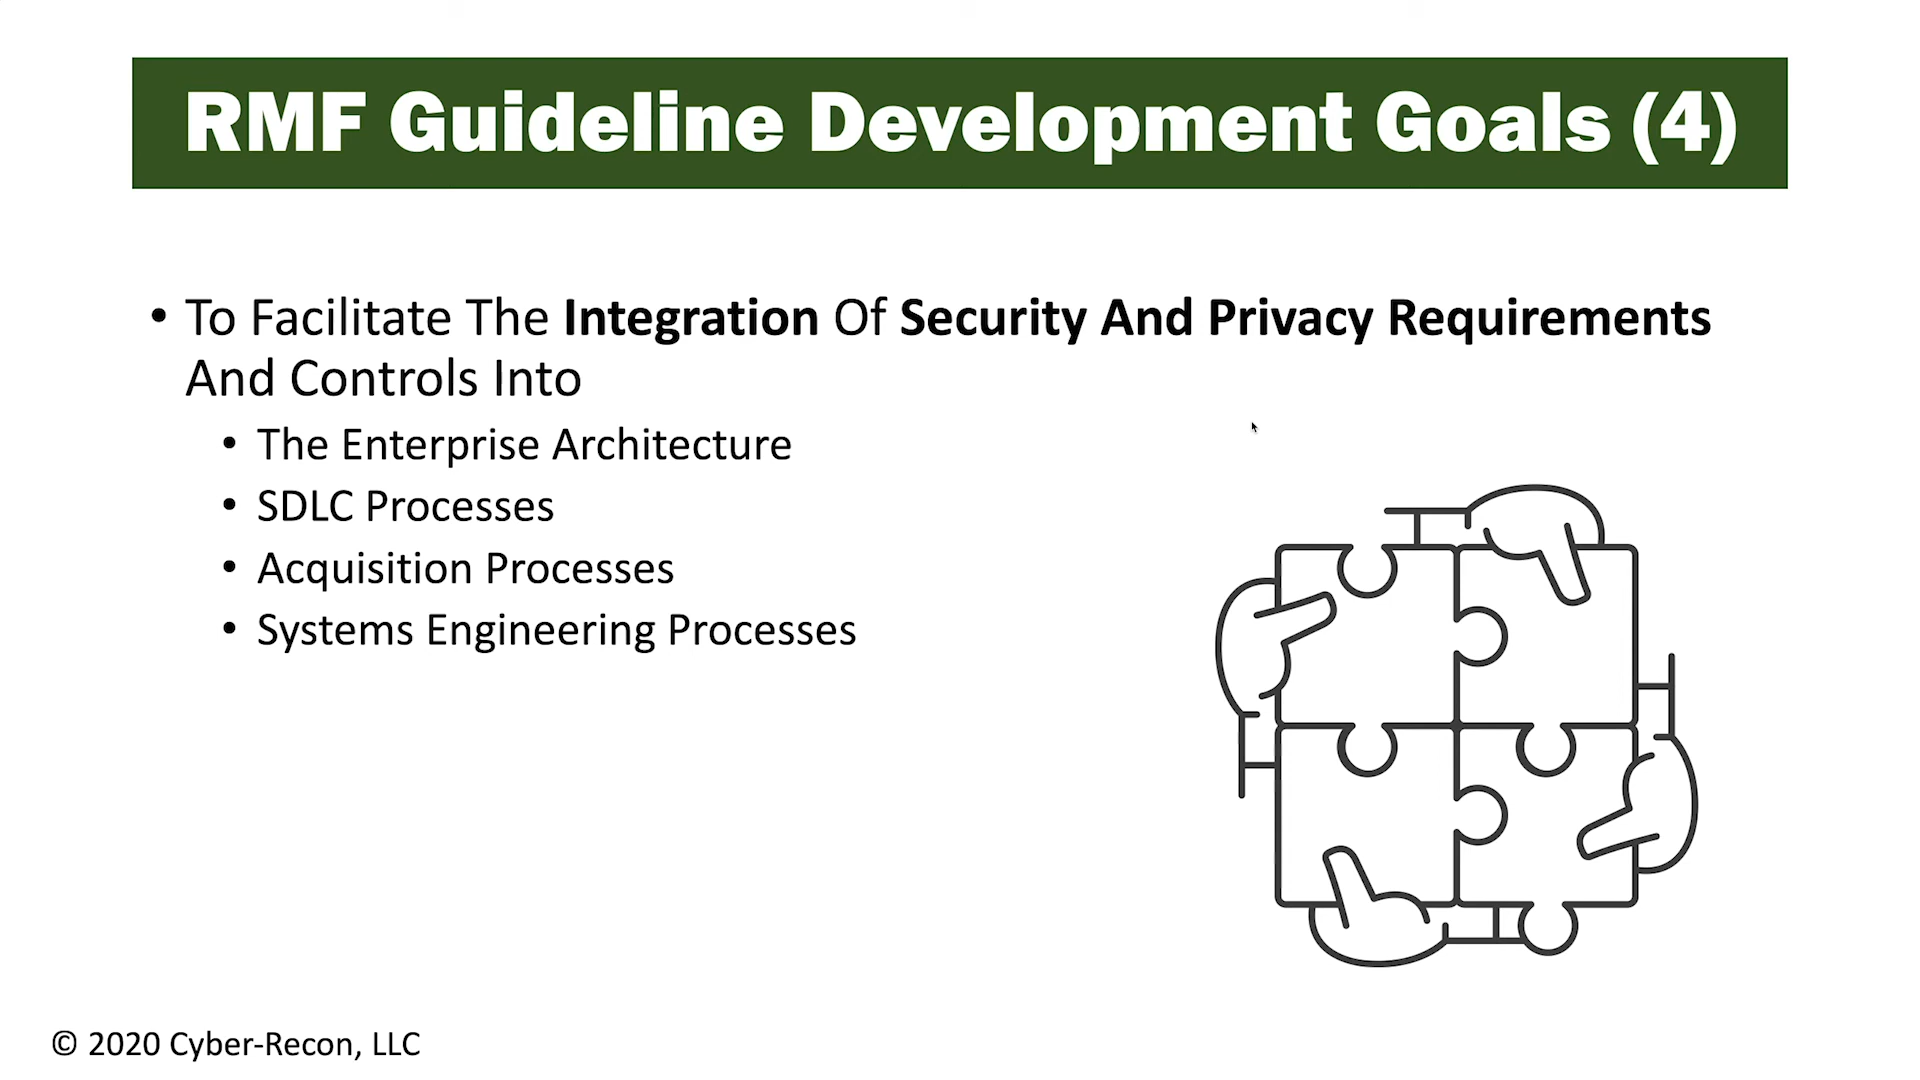 RMF Guideline Development Goals (4)
• To Facilitate The Integration Of Security And Privacy Requirements
And Controls Into
• The Enterprise Architecture
• SDLC Processes
• Acquisition Processes
• Systems Engineering Processes
© 2020 Cyber-Recon, LLC